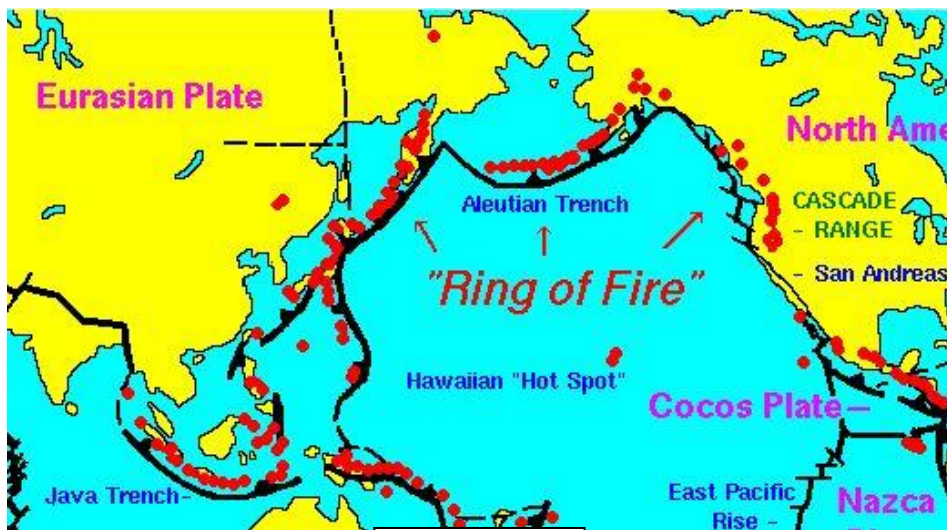 Eurasian Plate
North Ame
Aleutian Trench
CASCADE
- RANGE
"Ring of Fire"
- San Andreas
Hawaiian "Hot Spot"
Cocos Plate—
Java Trench-
East Pacific
Rise -
Nazca